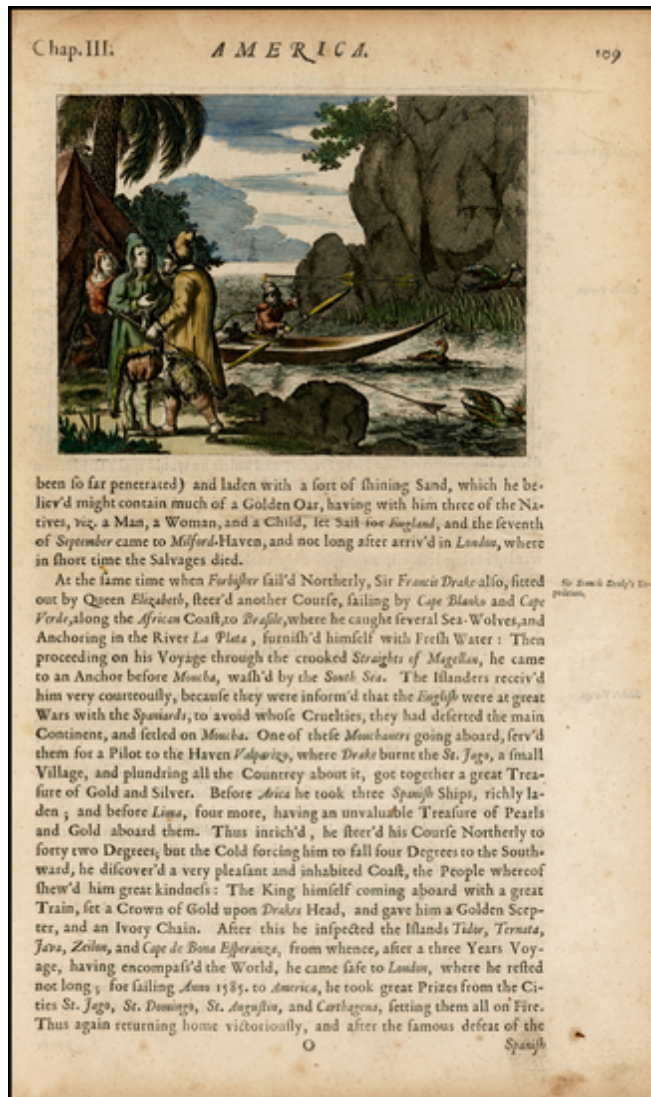 Chap. III. AMERICA. 109
been ſo far penetrated) and laden with a ſort of ſhining Sand, which he be-
liev'd might contain much of a Golden Oar, having with him three of the Na-
tives, viz. a Man, a Woman, and a Child, ſet Sail for England, and the ſeventh
of September came to Milford-Haven, and not long after arriv'd in London, where
in ſhort time the Salvages died.
At the ſame time when Forbiſher ſail'd Northerly, Sir Francis Drake alſo, fitted
out by Queen Elizabeth, ſteer'd another Courſe, ſailing by Cape Blanko and Cape
Verde, along the African Coaſt, to Braſile, where he caught ſeveral Sea-Wolves, and
Anchoring in the River La Plata, furniſh'd himſelf with Freſh Water: Then
proceeding on his Voyage through the crooked Straights of Magellan, he came
to an Anchor before Moucha, waſh'd by the South Sea. The Iſlanders receiv'd
him very courteouſly, becauſe they were inform'd that the Engliſh were at great
Wars with the Spaniards, to avoid whoſe Cruelties, they had deſerted the main
Continent, and ſetled on Moucha. One of theſe Mouchaners going aboard, ſerv'd
them for a Pilot to the Haven Valparizo, where Drake burnt the St. Jago, a ſmall
Village, and plundring all the Countrey about it, got together a great Trea-
ſure of Gold and Silver. Before Arica he took three Spaniſh Ships, richly la-
den; and before Lima, four more, having an unvaluable Treaſure of Pearls
and Gold aboard them. Thus inrich'd, he ſteer'd his Courſe Northerly to
forty two Degrees; but the Cold forcing him to fall four Degrees to the South-
ward, he diſcover'd a very pleaſant and inhabited Coaſt, the People whereof
ſhew'd him great kindneſs: The King himſelf coming aboard with a great
Train, ſet a Crown of Gold upon Drakes Head, and gave him a Golden Scep-
ter, and an Ivory Chain. After this he inſpected the Iſlands Tidor, Ternata,
Java, Zeilon, and Cape de Bona Eſperanza, from whence, after a three Years Voy-
age, having encompaſs'd the World, he came ſafe to London, where he reſted
not long; for ſailing Anno 1585. to America, he took great Prizes from the Ci-
ties St. Jago, St. Domingo, St. Anguſtin, and Carthagena, ſetting them all on Fire.
Thus again returning home victoriouſly, and after the famous defeat of the
O Spaniſh
Sir Francis